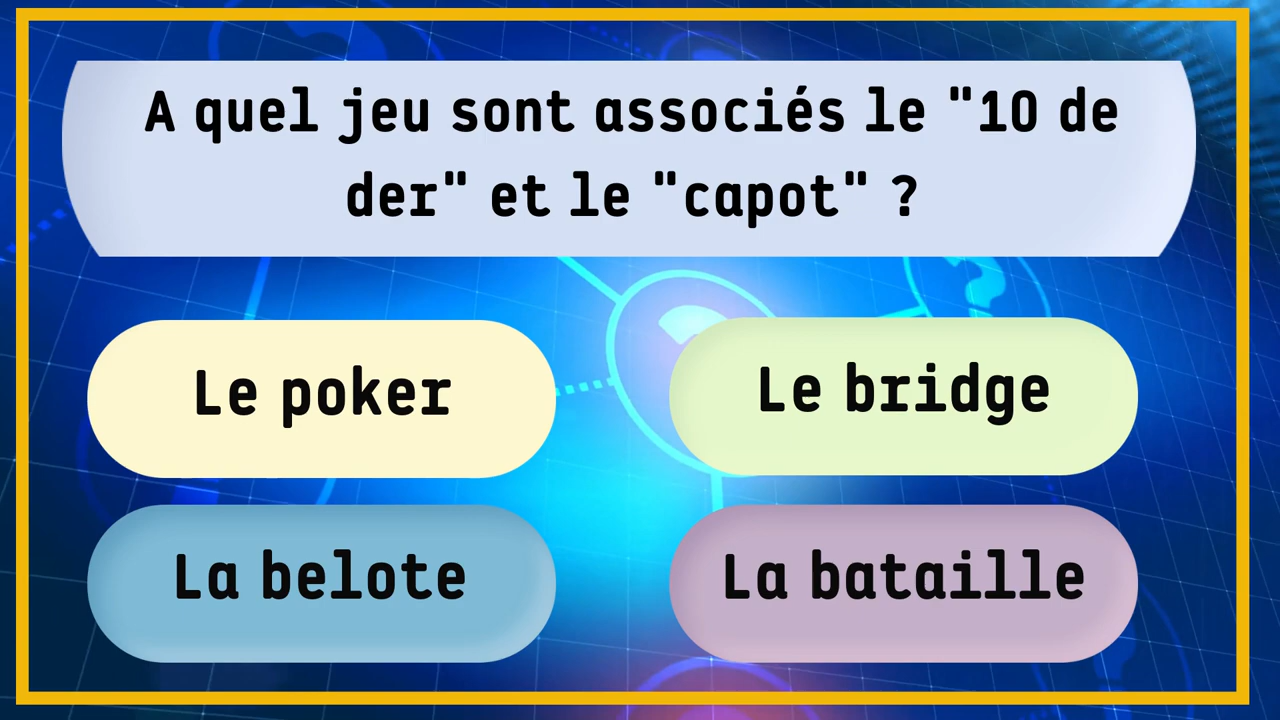 A quel jeu sont associés le "10 de
der" et le "capot" ?
Le poker
Le bridge
La belote
La bataille